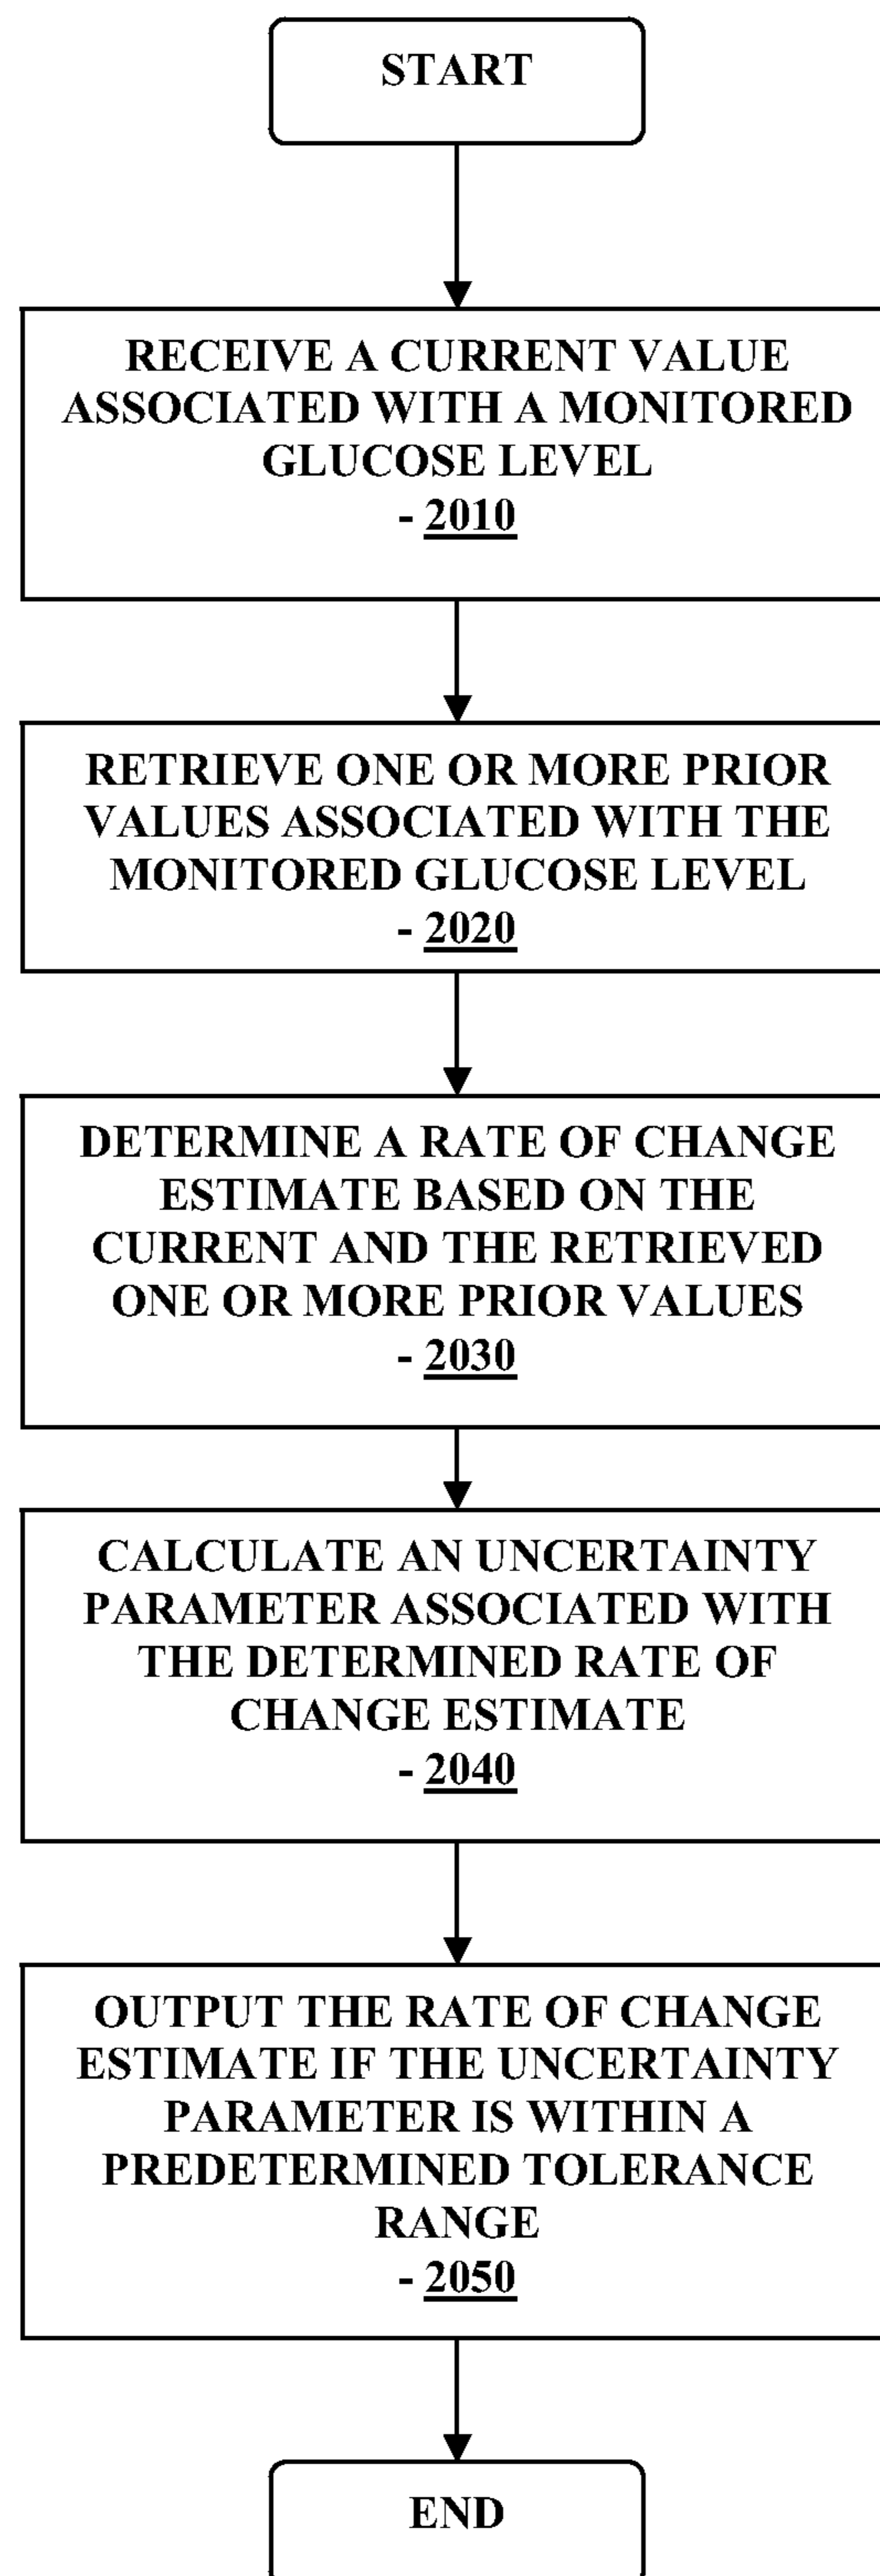 START
RECEIVE A CURRENT VALUE
ASSOCIATED WITH A MONITORED
GLUCOSE LEVEL
- 2010
RETRIEVE ONE OR MORE PRIOR
VALUES ASSOCIATED WITH THE
MONITORED GLUCOSE LEVEL
- 2020
DETERMINE A RATE OF CHANGE
ESTIMATE BASED ON THE
CURRENT AND THE RETRIEVED
ONE OR MORE PRIOR VALUES
- 2030
CALCULATE AN UNCERTAINTY
PARAMETER ASSOCIATED WITH
THE DETERMINED RATE OF
CHANGE ESTIMATE
- 2040
OUTPUT THE RATE OF CHANGE
ESTIMATE IF THE UNCERTAINTY
PARAMETER IS WITHIN A
PREDETERMINED TOLERANCE
RANGE
- 2050
END